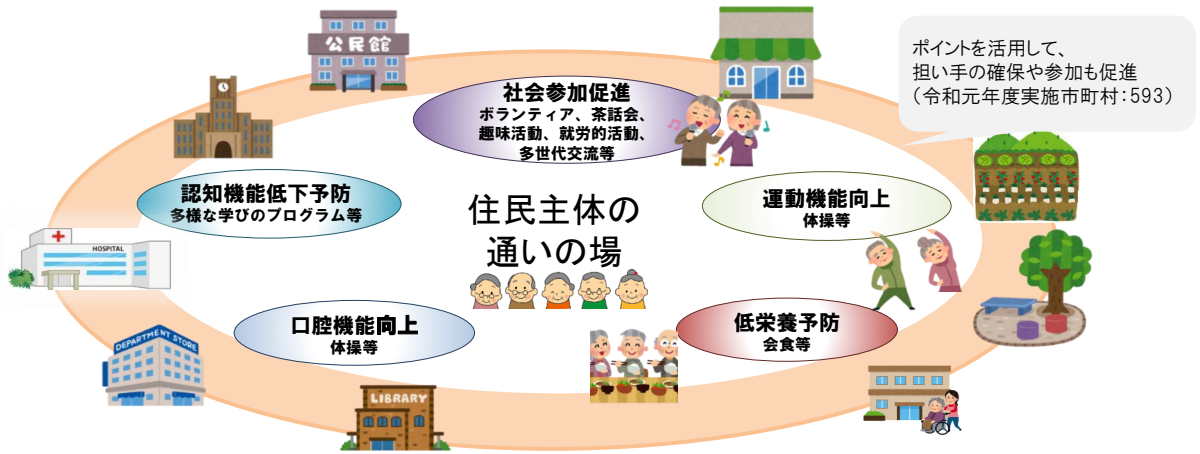 公民館
ポイントを活用して、
担い手の確保や参加も促進
（令和元年度実施市町村：593）
社会参加促進
ボランティア、茶話会、
趣味活動、就労的活動、
多世代交流等
認知機能低下予防
多様な学びのプログラム等
住民主体の
通いの場
運動機能向上
体操等
HOSPITAL
口腔機能向上
体操等
低栄養予防
会食等
DEPARTMENT STORE
LIBRARY